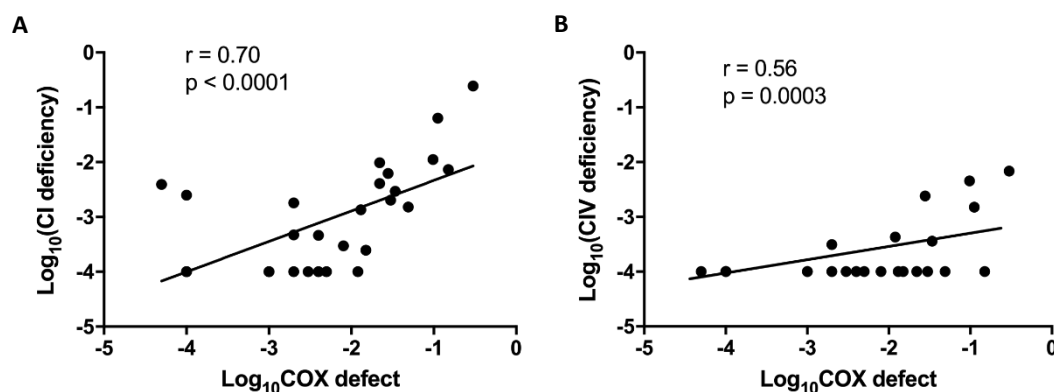 A
r = 0.70
p < 0.0001
Log10(CI deficiency)
0
-1
-2
-3
-4
-5
-5 -4 -3 -2 -1 0
Log10COX defect
B
r = 0.56
p = 0.0003
Log10(CIV deficiency)
0
-1
-2
-3
-4
-5
-5 -4 -3 -2 -1 0
Log10COX defect